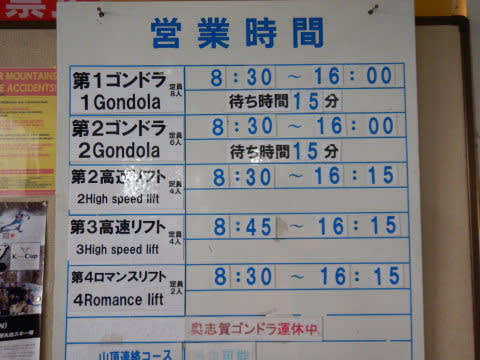 営業時間
第1ゴンドラ 定員8人 8:30 ～ 16:00
1Gondola 待ち時間15分
第2ゴンドラ 定員6人 8:30 ～ 16:00
2Gondola 待ち時間15分
第2高速リフト 定員4人 8:30 ～ 16:15
2High speed lift
第3高速リフト 定員4人 8:45 ～ 16:15
3High speed lift
第4ロマンスリフト 定員2人 8:30 ～ 16:15
4Romance lift
奥志賀ゴンドラ運休中
山頂連絡コース
R MOUNTAINS
E ACCIDENTS!